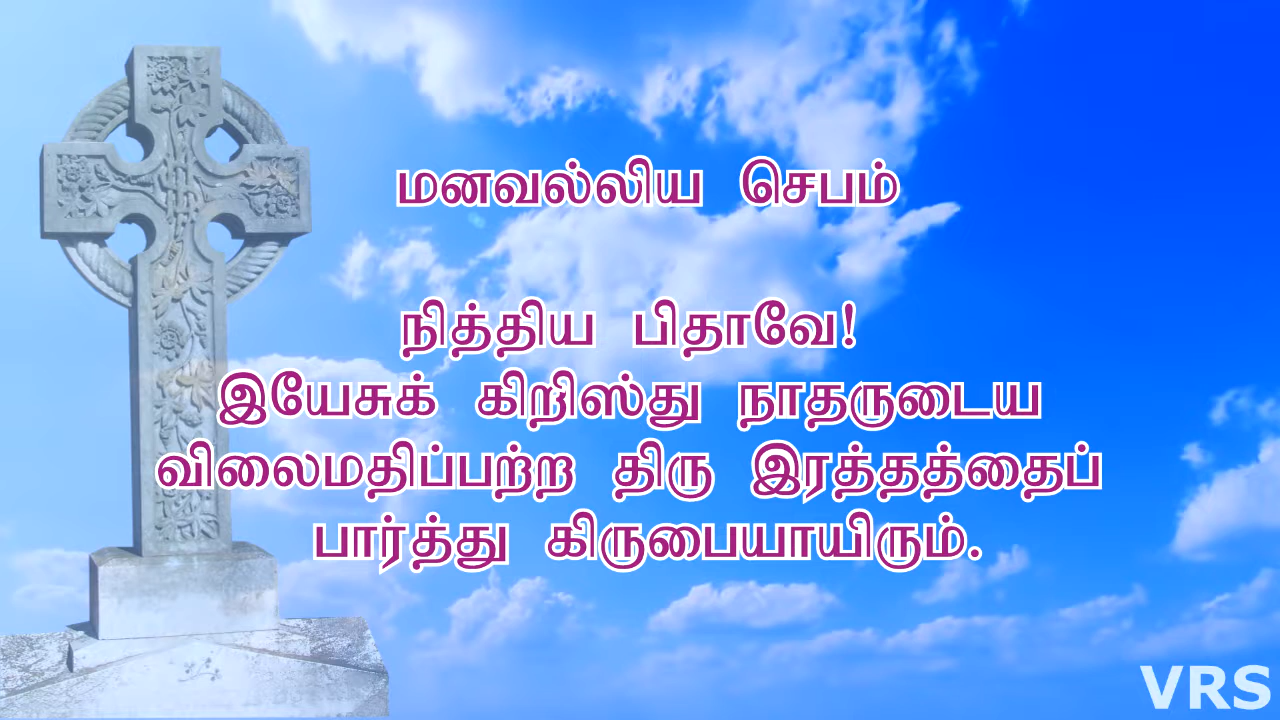 மனவல்லிய செபம்
நித்திய பிதாவே!
இயேசுக் கிறிஸ்து நாதருடைய
விலைமதிப்பற்ற திரு இரத்தத்தைப்
பார்த்து கிருபையாயிரும்.
VRS